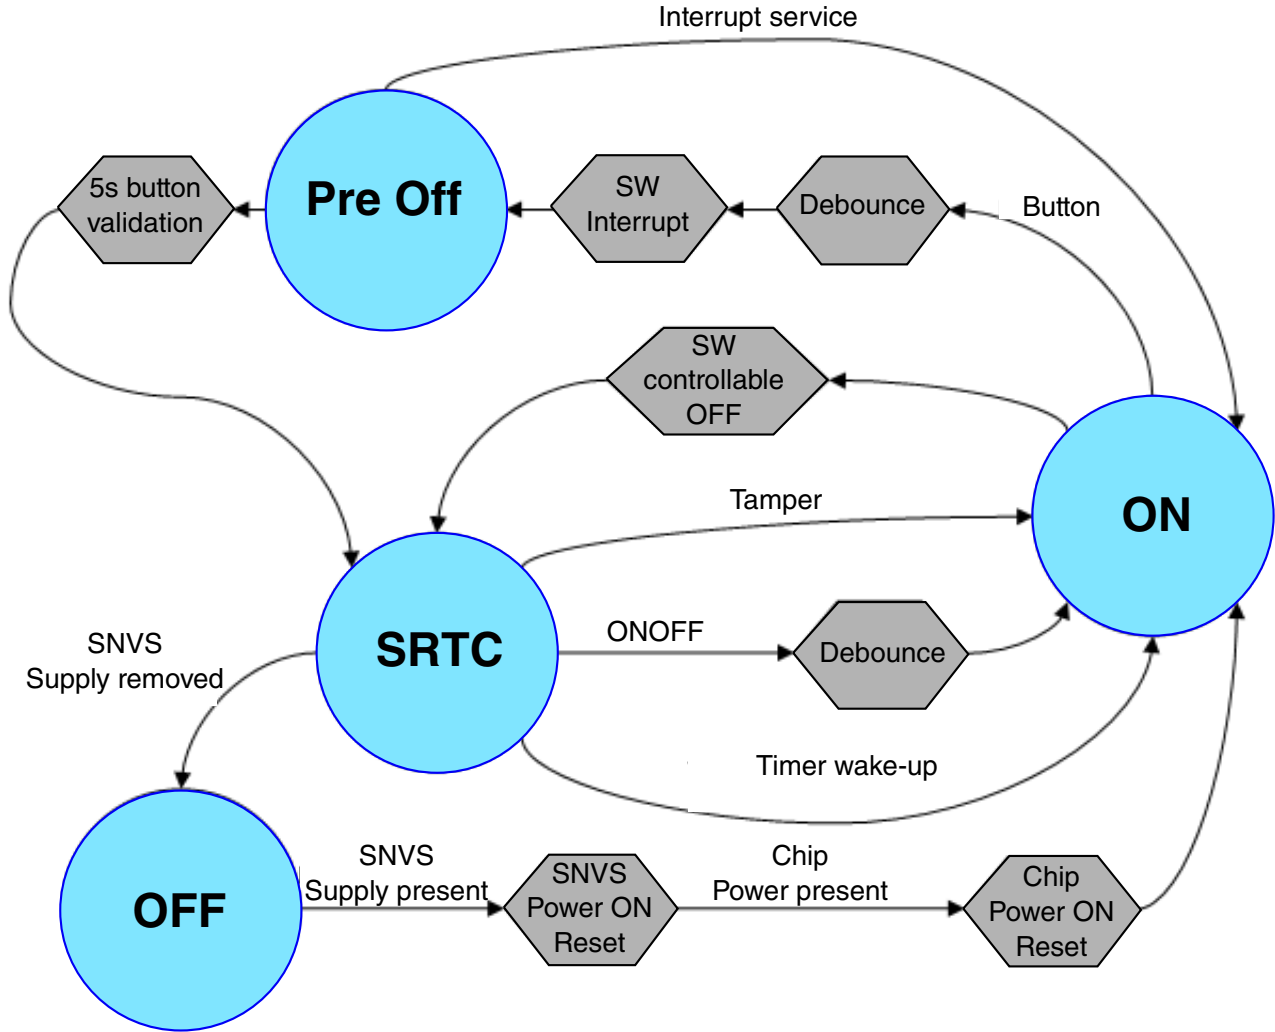 Interrupt service
5s button
validation
Pre Off
SW
Interrupt
Debounce
Button
SW
controllable
OFF
Tamper
ON
SNVS
Supply removed
SRTC
ONOFF
Debounce
Timer wake-up
OFF
SNVS
Supply present
SNVS
Power ON
Reset
Chip
Power present
Chip
Power ON
Reset